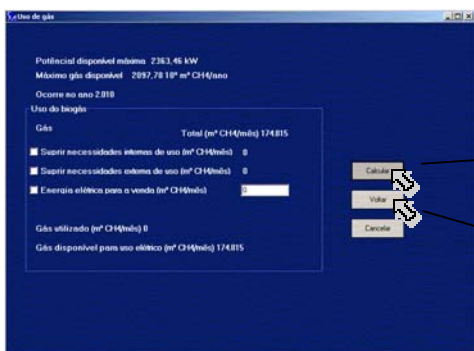 Uso de gás
Potêncial disponível máxima 2363,46 kW
Máximo gás disponível 2097,78 10³ m³ CH4/ano
Ocorre no ano 2.010
Uso do biogás
Gás
Total (m³ CH4/mês) 174.815
Suprir necessidades internas de uso (m³ CH4/mês) 0
Suprir necessidades externa de uso (m³ CH4/mês) 0
Energia elétrica para a venda (m³ CH4/mês) 0
Gás utilizado (m³ CH4/mês) 0
Gás disponível para uso elétrico (m³ CH4/mês) 174.815
Calcular
Voltar
Cancelar